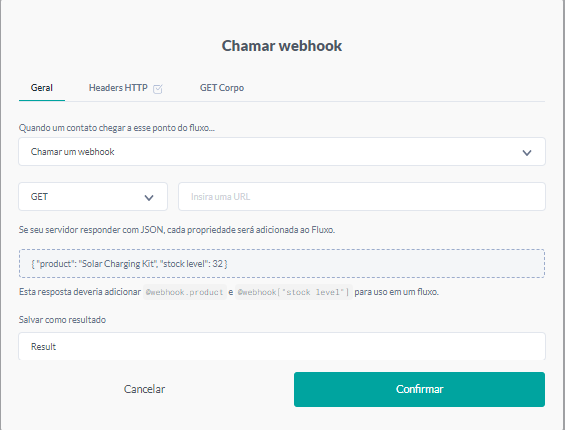 Chamar webhook
Geral Headers HTTP GET Corpo
Quando um contato chegar a esse ponto do fluxo...
Chamar um webhook
GET Insira uma URL
Se seu servidor responder com JSON, cada propriedade será adicionada ao Fluxo.
{ "product": "Solar Charging Kit", "stock level": 32 }
Esta resposta deveria adicionar @webhook.product e @webhook["stock level"] para uso em um fluxo.
Salvar como resultado
Result
Cancelar Confirmar